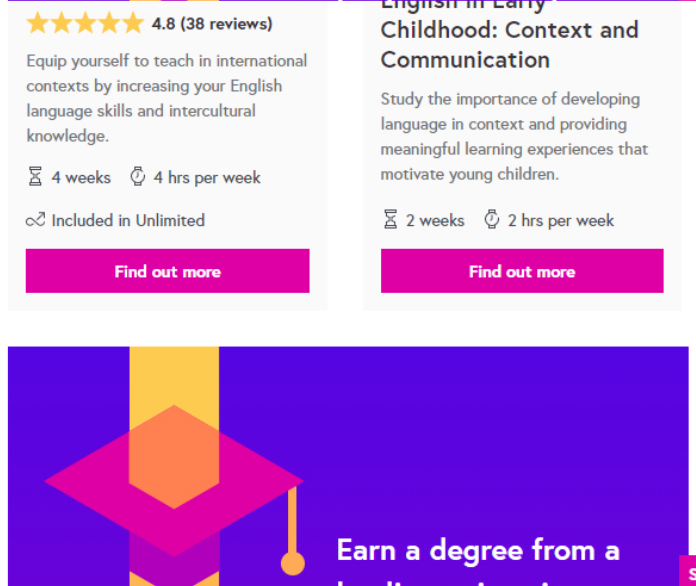 4.8 (38 reviews)
Equip yourself to teach in international
contexts by increasing your English
language skills and intercultural
knowledge.
4 weeks 4 hrs per week
Included in Unlimited
Find out more
English in Early
Childhood: Context and
Communication
Study the importance of developing
language in context and providing
meaningful learning experiences that
motivate young children.
2 weeks 2 hrs per week
Find out more
Earn a degree from a